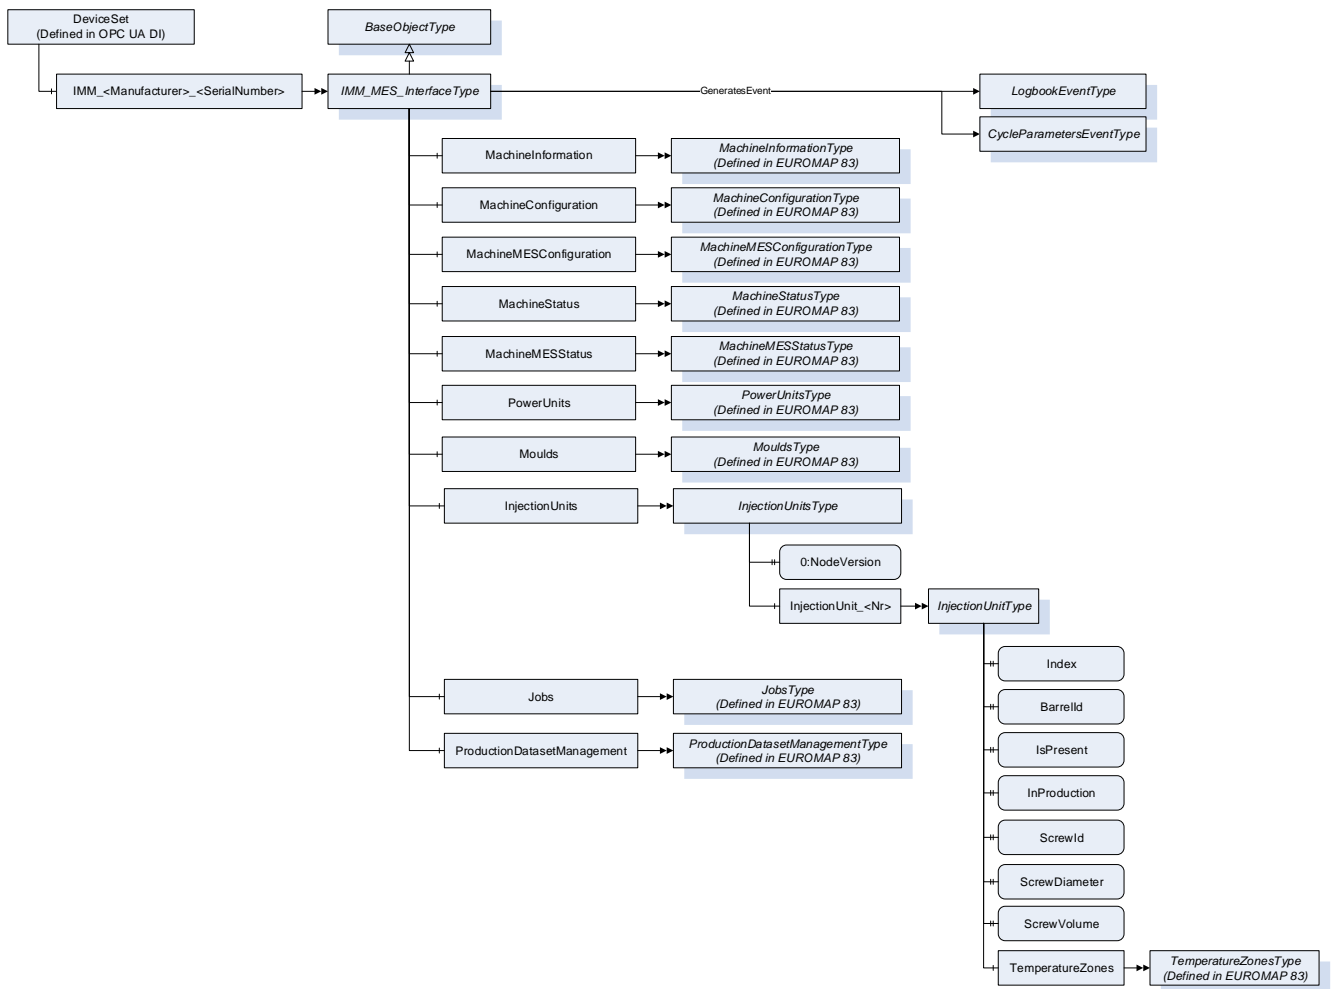 DeviceSet
(Defined in OPC UA DI)
BaseObjectType
IMM_<Manufacturer>_<SerialNumber>
IMM_MES_InterfaceType
GeneratesEvent
LogbookEventType
CycleParametersEventType
MachineInformation
MachineInformationType
(Defined in EUROMAP 83)
MachineConfiguration
MachineConfigurationType
(Defined in EUROMAP 83)
MachineMESConfiguration
MachineMESConfigurationType
(Defined in EUROMAP 83)
MachineStatus
MachineStatusType
(Defined in EUROMAP 83)
MachineMESStatus
MachineMESStatusType
(Defined in EUROMAP 83)
PowerUnits
PowerUnitsType
(Defined in EUROMAP 83)
Moulds
MouldsType
(Defined in EUROMAP 83)
InjectionUnits
InjectionUnitsType
0:NodeVersion
InjectionUnit_<Nr>
InjectionUnitType
Index
BarrelId
IsPresent
InProduction
ScrewId
ScrewDiameter
ScrewVolume
TemperatureZones
TemperatureZonesType
(Defined in EUROMAP 83)
Jobs
JobsType
(Defined in EUROMAP 83)
ProductionDatasetManagement
ProductionDatasetManagementType
(Defined in EUROMAP 83)